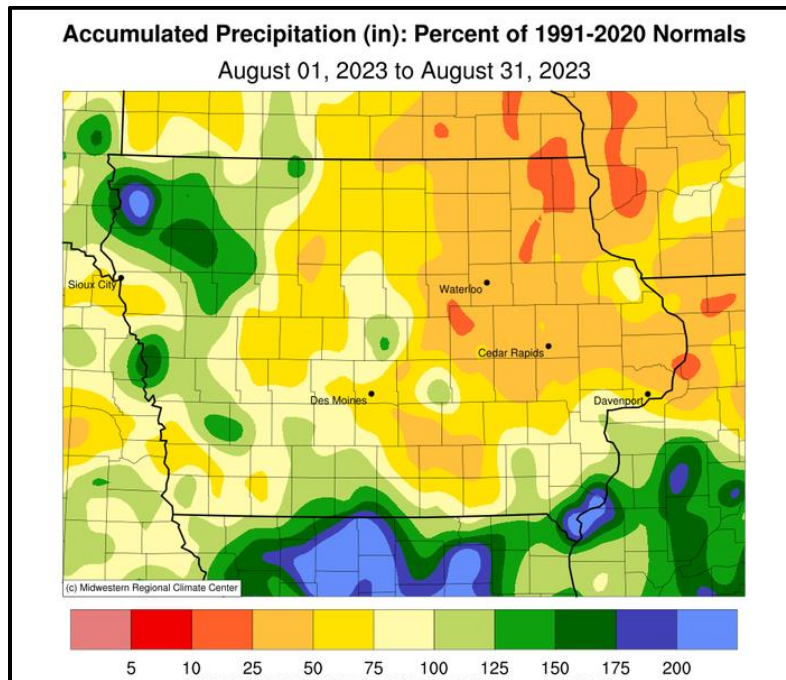 Accumulated Precipitation (in): Percent of 1991-2020 Normals
August 01, 2023 to August 31, 2023
Sioux City
Waterloo
Cedar Rapids
Des Moines
Davenport
(c) Midwestern Regional Climate Center
5 10 25 50 75 100 125 150 175 200